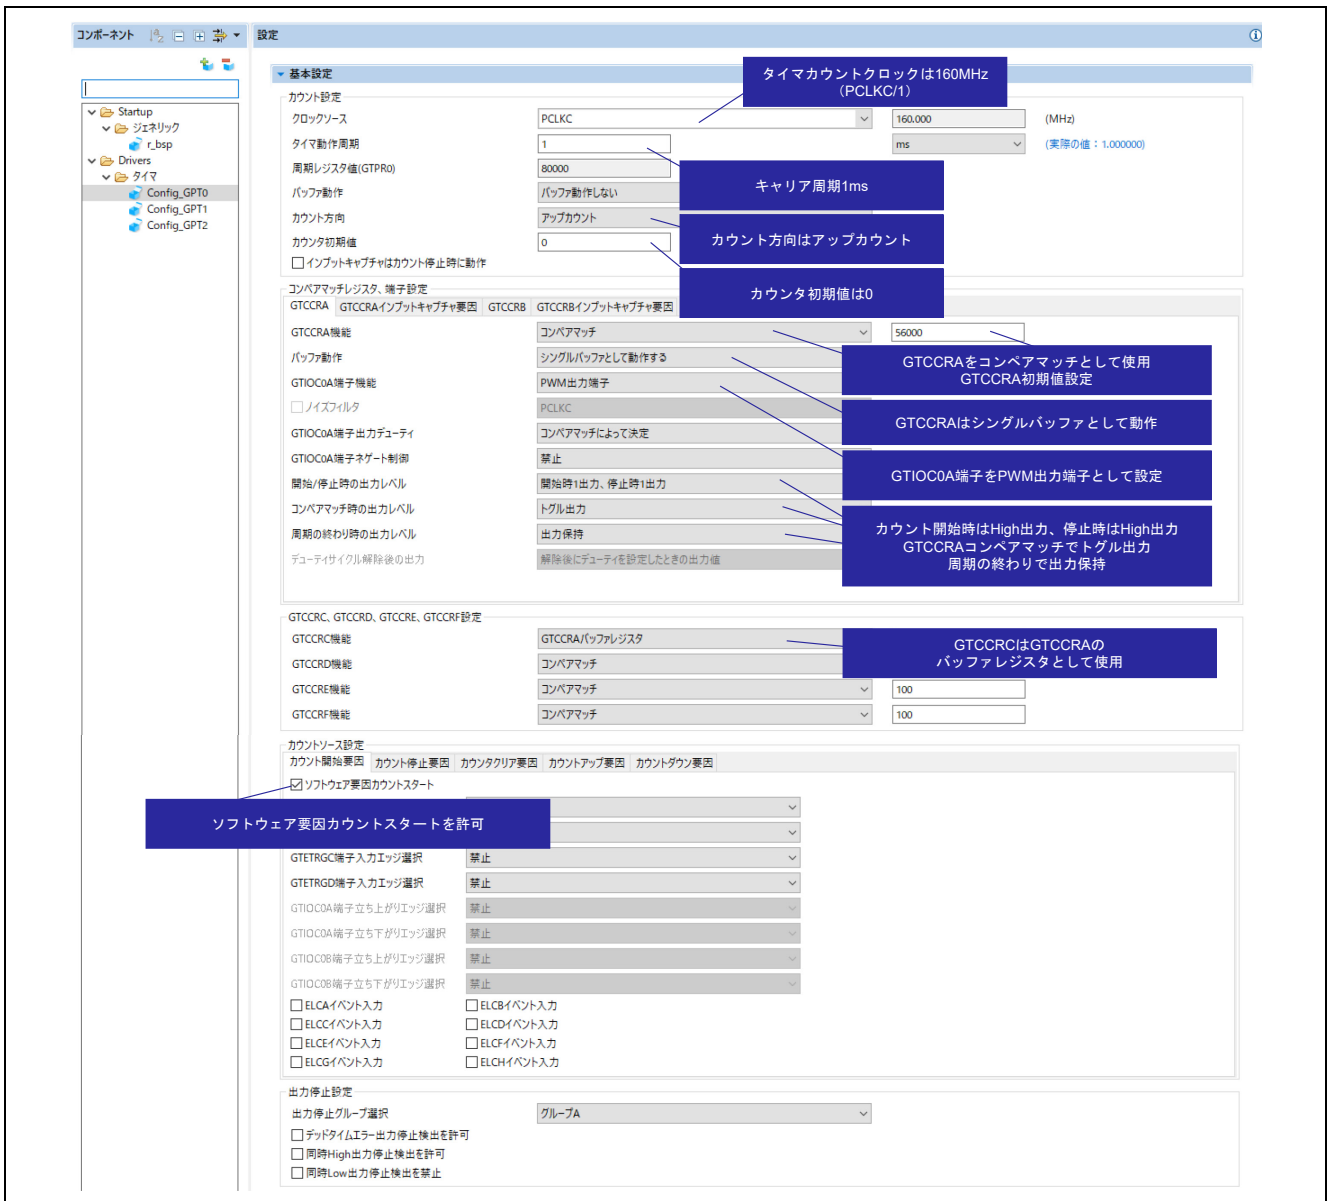 コンポーネント
設定
Startup
ジェネリック
r_bsp
Drivers
タイマ
Config_GPT0
Config_GPT1
Config_GPT2
基本設定
タイマカウントクロックは160MHz
（PCLKC/1）
カウント設定
クロックソース PCLKC 160.000 (MHz)
タイマ動作周期 1 ms (実際の値：1.000000)
周期レジスタ値(GTPR0) 80000
バッファ動作 バッファ動作しない
キャリア周期1ms
カウント方向 アップカウント
カウント方向はアップカウント
カウンタ初期値 0
インプットキャプチャはカウント停止時に動作
カウンタ初期値は0
コンペアマッチレジスタ、端子設定
GTCCRA GTCCRAインプットキャプチャ要因 GTCCRB GTCCRBインプットキャプチャ要因
GTCCRA機能 コンペアマッチ 56000
GTCCRAをコンペアマッチとして使用
GTCCRA初期値設定
バッファ動作 シングルバッファとして動作する
GTIOC0A端子機能 PWM出力端子
ノイズフィルタ PCLKC
GTCCRAはシングルバッファとして動作
GTIOC0A端子出力デューティ コンペアマッチによって決定
GTIOC0A端子ネゲート制御 禁止
GTIOC0A端子をPWM出力端子として設定
開始/停止時の出力レベル 開始時1出力、停止時1出力
コンペアマッチ時の出力レベル トグル出力
周期の終わり時の出力レベル 出力保持
カウント開始時はHigh出力、停止時はHigh出力
GTCCRAコンペアマッチでトグル出力
周期の終わりで出力保持
デューティサイクル解除後の出力 解除後にデューティを設定したときの出力値
GTCCRC、GTCCRD、GTCCRE、GTCCRF設定
GTCCRC機能 GTCCRAバッファレジスタ
GTCCRCはGTCCRAの
バッファレジスタとして使用
GTCCRD機能 コンペアマッチ
GTCCRE機能 コンペアマッチ 100
GTCCRF機能 コンペアマッチ 100
カウントソース設定
カウント開始要因 カウント停止要因 カウンタクリア要因 カウントアップ要因 カウントダウン要因
ソフトウェア要因カウントスタート
ソフトウェア要因カウントスタートを許可
GTETRGC端子入力エッジ選択 禁止
GTETRGD端子入力エッジ選択 禁止
GTIOC0A端子立ち上がりエッジ選択 禁止
GTIOC0A端子立ち下がりエッジ選択 禁止
GTIOC0B端子立ち上がりエッジ選択 禁止
GTIOC0B端子立ち下がりエッジ選択 禁止
ELCAイベント入力 ELCBイベント入力
ELCCイベント入力 ELCDイベント入力
ELCEイベント入力 ELCFイベント入力
ELCGイベント入力 ELCHイベント入力
出力停止設定
出力停止グループ選択 グループA
デッドタイムエラー出力停止検出を許可
同時High出力停止検出を許可
同時Low出力停止検出を禁止